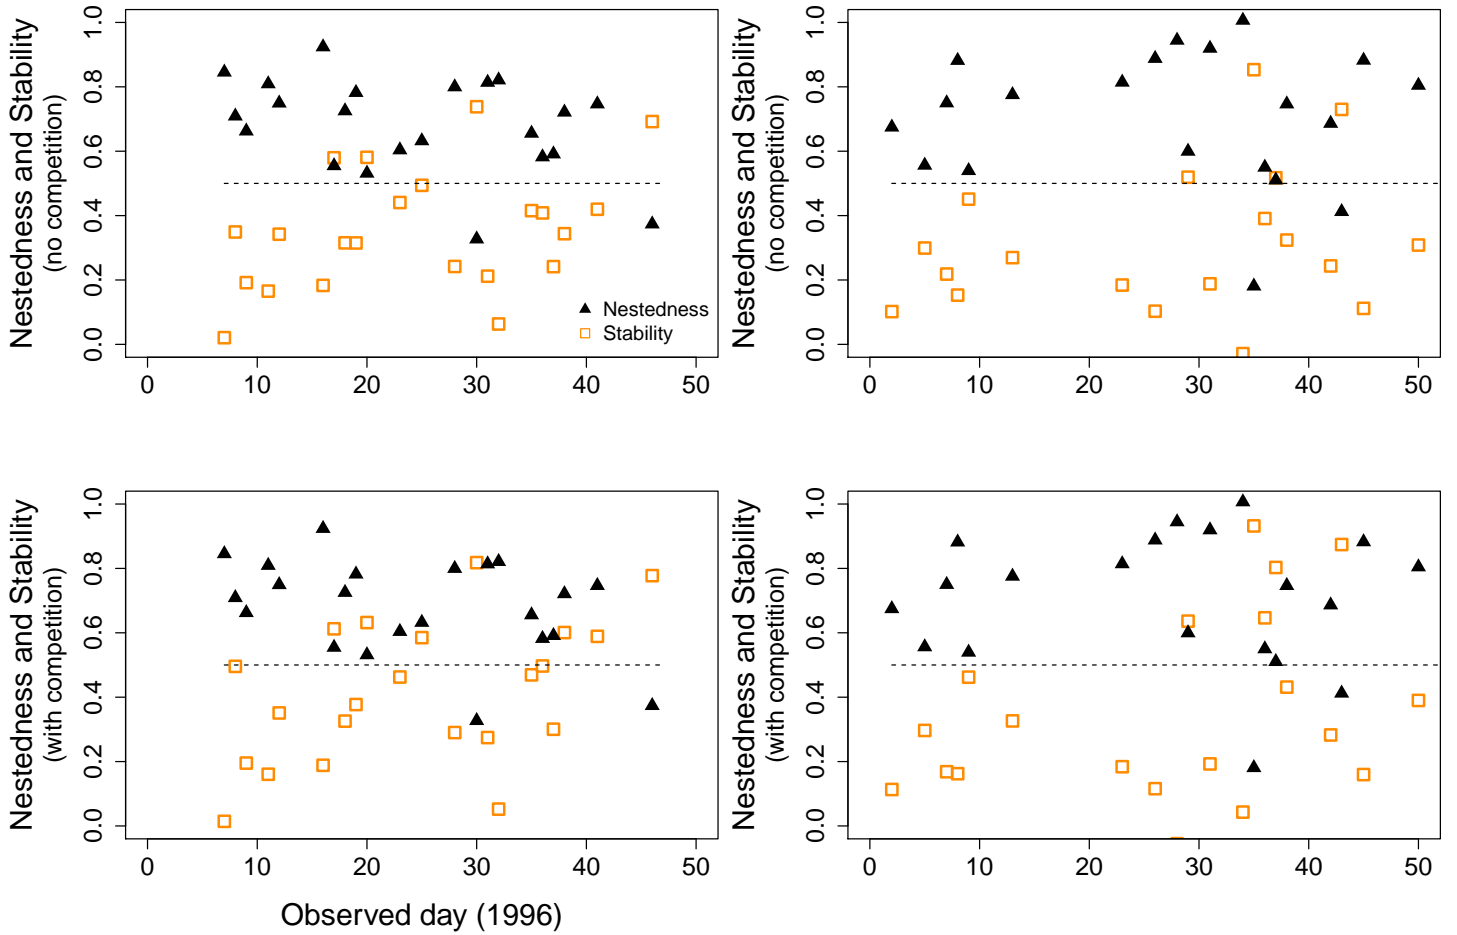 Nestedness and Stability
(no competition)
0.0 0.2 0.4 0.6 0.8 1.0
Nestedness
Stability
0 10 20 30 40 50
Nestedness and Stability
(no competition)
0.0 0.2 0.4 0.6 0.8 1.0
0 10 20 30 40 50
Nestedness and Stability
(with competition)
0.0 0.2 0.4 0.6 0.8 1.0
0 10 20 30 40 50
Observed day (1996)
Nestedness and Stability
(with competition)
0.0 0.2 0.4 0.6 0.8 1.0
0 10 20 30 40 50